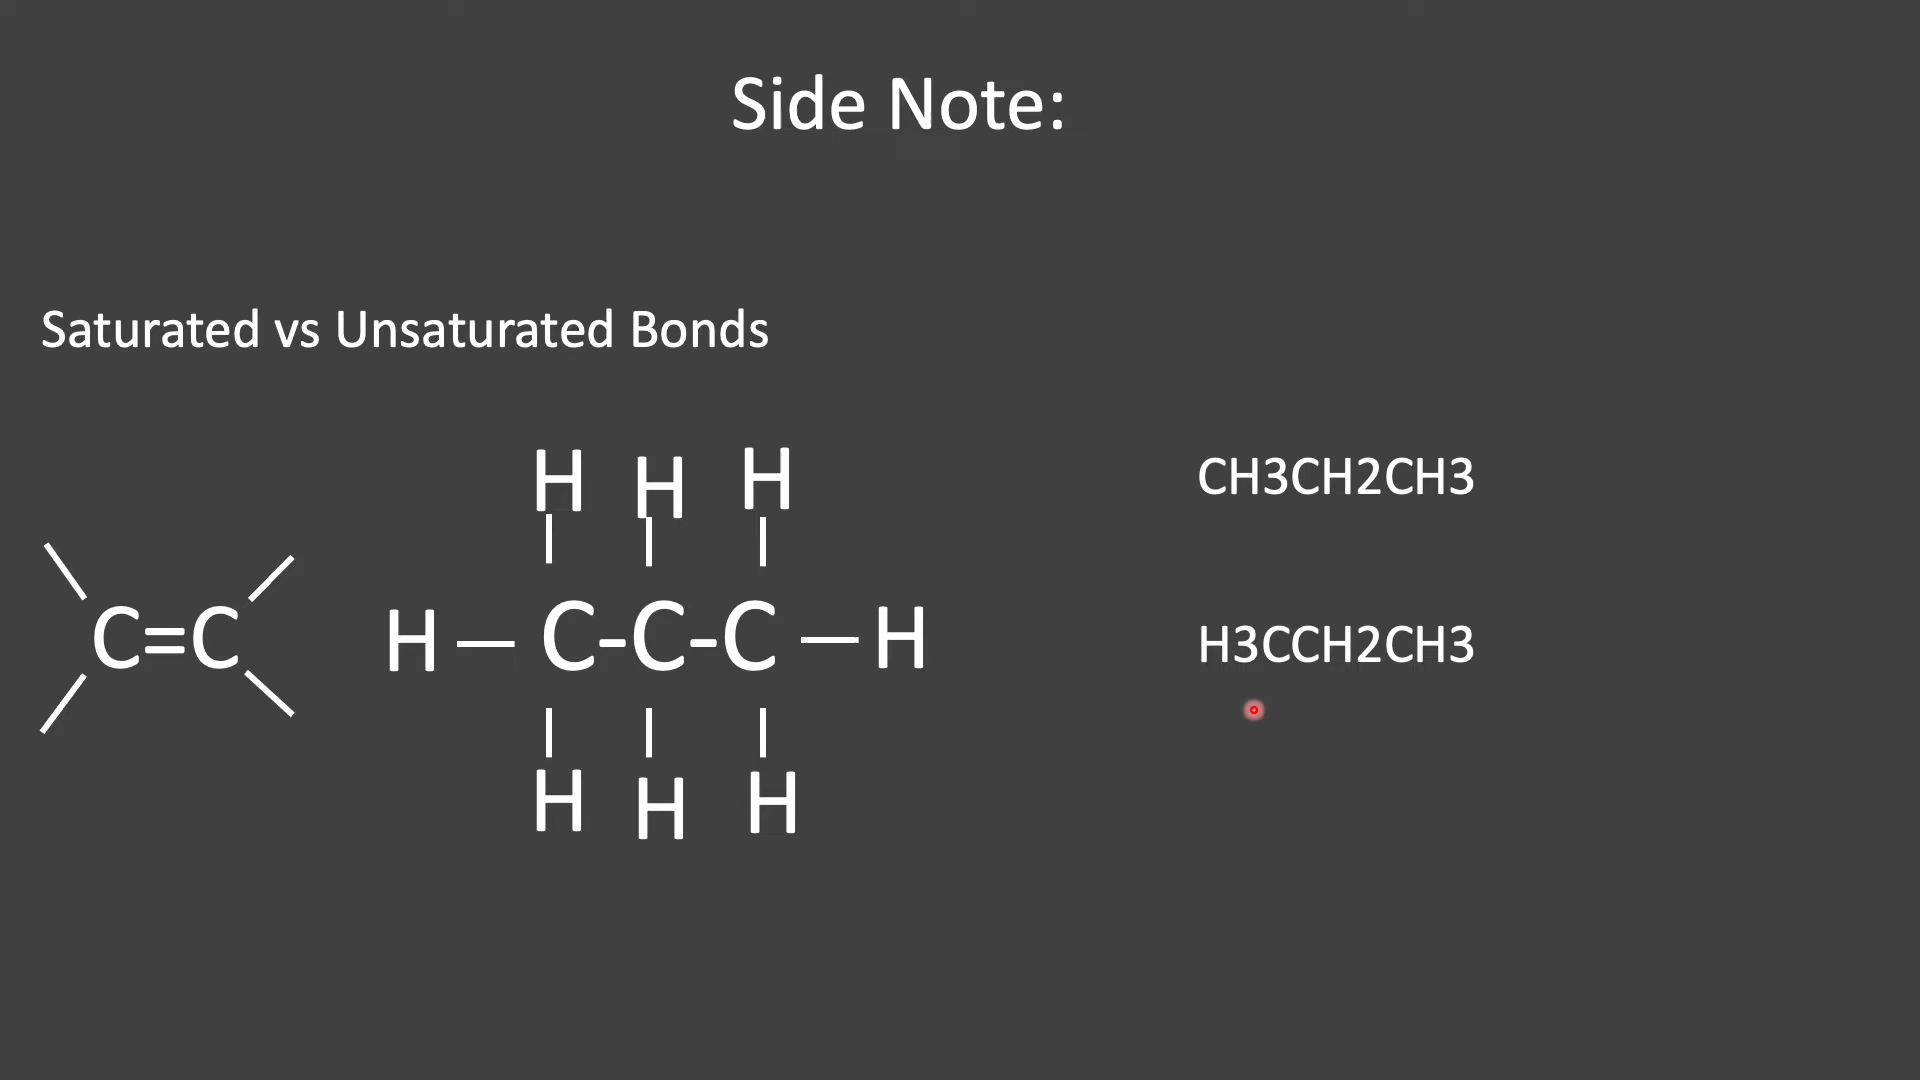 Side Note:
Saturated vs Unsaturated Bonds
H H H
C=C
H — C-C-C — H
H H H
CH3CH2CH3
H3CCH2CH3